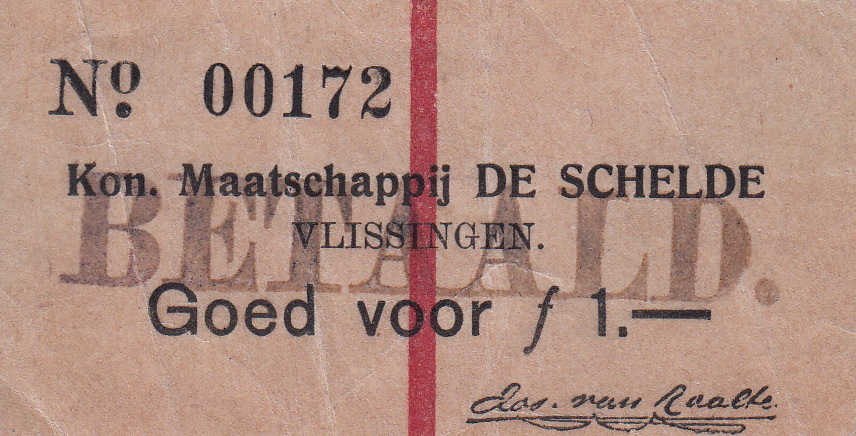 Nº. 00172
Kon. Maatschappij DE SCHELDE
BETAALD.
VLISSINGEN.
Goed voor ƒ 1.—
Jos. van Raalte.